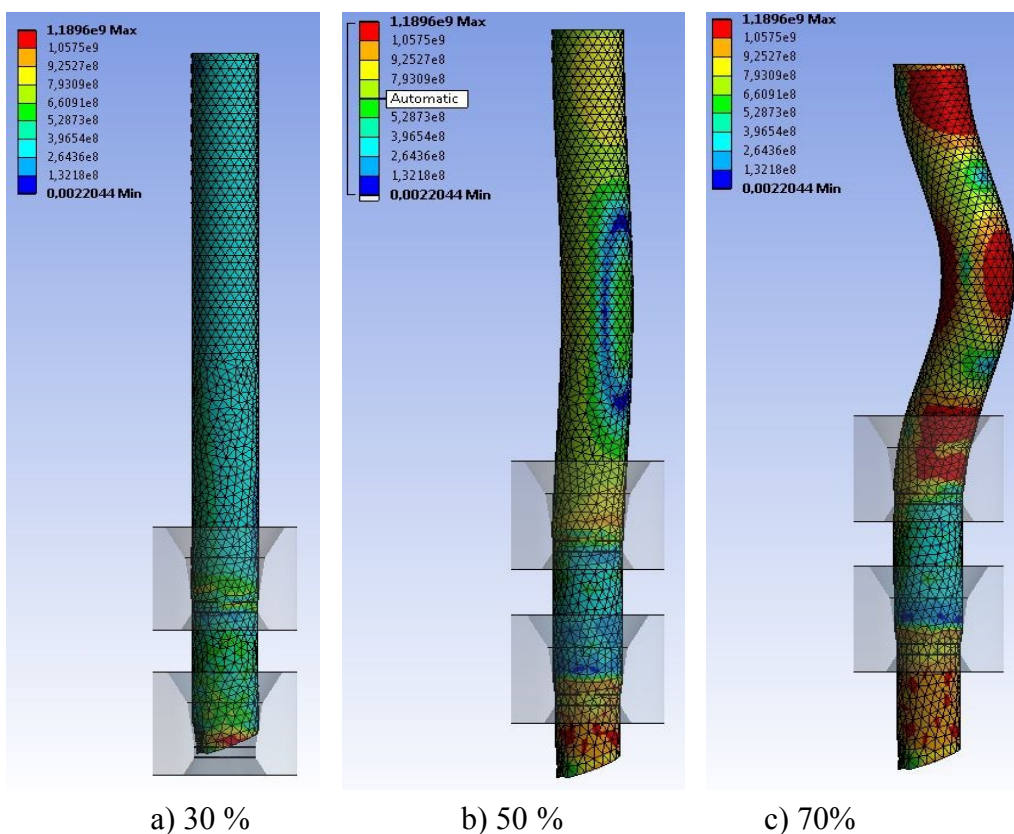 1,1896e9 Max
1,0575e9
9,2527e8
7,9309e8
6,6091e8
5,2873e8
3,9654e8
2,6436e8
1,3218e8
0,0022044 Min
1,1896e9 Max
1,0575e9
9,2527e8
7,9309e8
Automatic
5,2873e8
3,9654e8
2,6436e8
1,3218e8
0,0022044 Min
1,1896e9 Max
1,0575e9
9,2527e8
7,9309e8
6,6091e8
5,2873e8
3,9654e8
2,6436e8
1,3218e8
0,0022044 Min
a) 30 %
b) 50 %
c) 70%